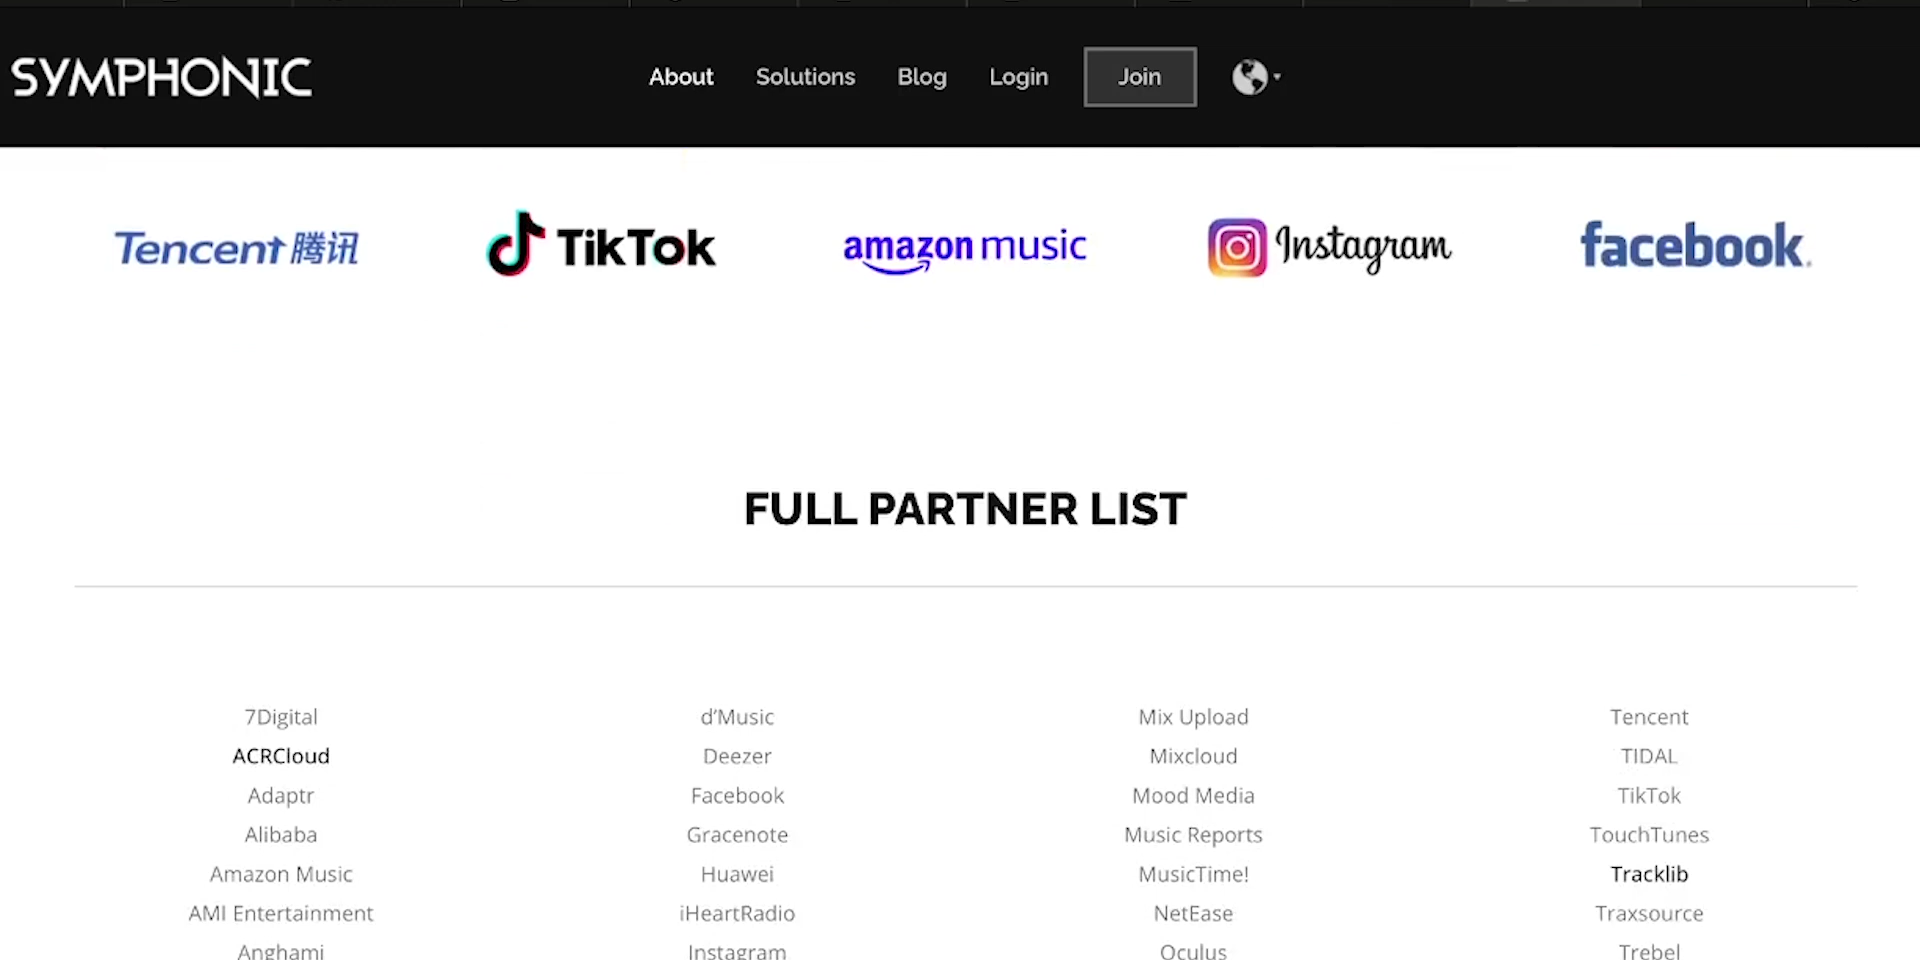 SYMPHONIC
About Solutions Blog Login Join
Tencent 腾讯 TikTok amazon music Instagram facebook.
FULL PARTNER LIST
7Digital d’Music Mix Upload Tencent
ACRCloud Deezer Mixcloud TIDAL
Adaptr Facebook Mood Media TikTok
Alibaba Gracenote Music Reports TouchTunes
Amazon Music Huawei MusicTime! Tracklib
AMI Entertainment iHeartRadio NetEase Traxsource
Anghami Instagram Oculus Trebel